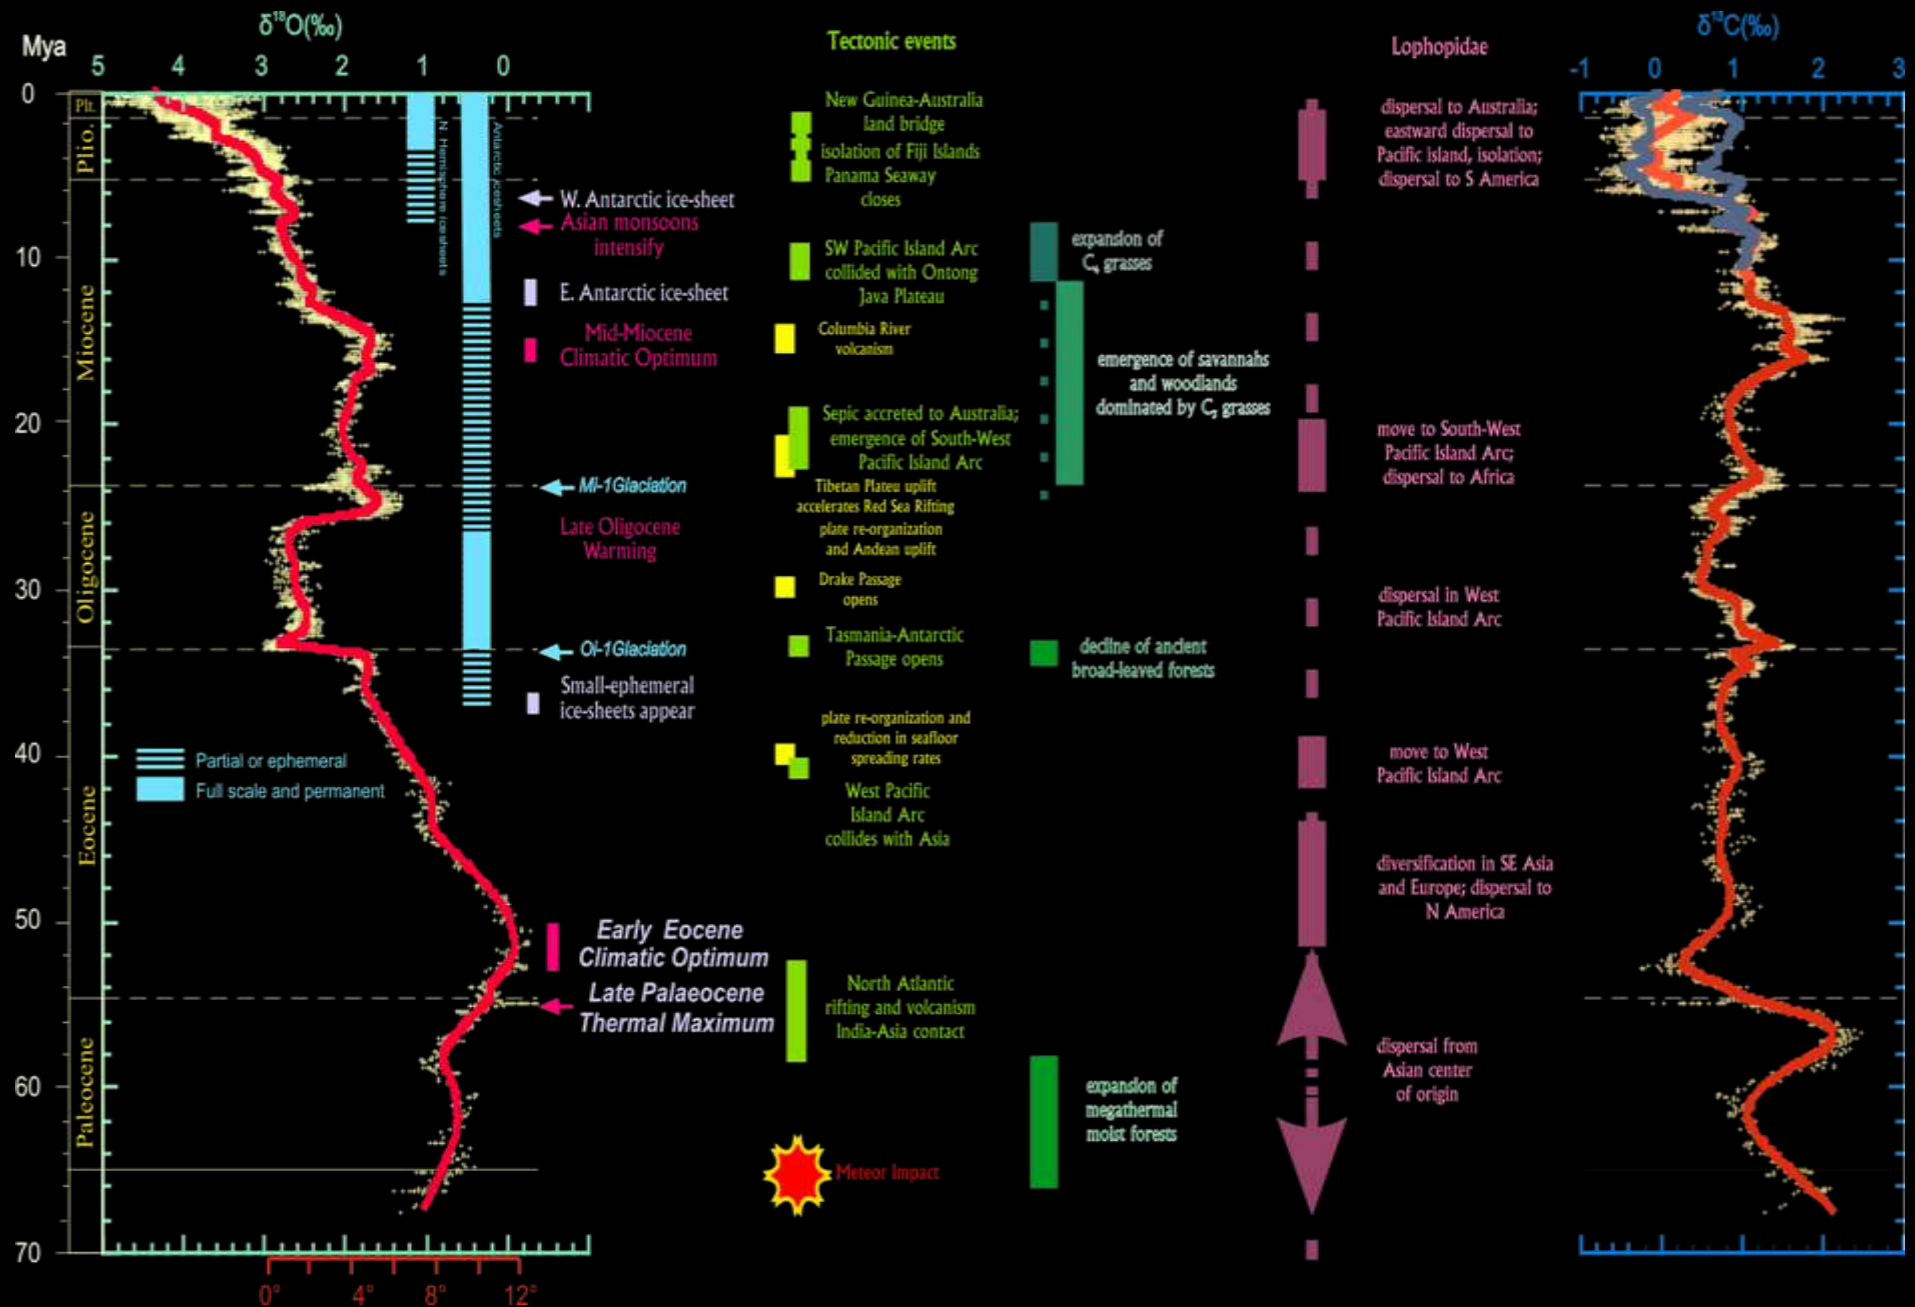 δ¹⁸O(‰)
Mya
5 4 3 2 1 0
0
10
20
30
40
50
60
70
Plt.
Plio.
Miocene
Oligocene
Eocene
Paleocene
N. Hemisphere ice sheets
Antarctic icesheets
W. Antarctic ice-sheet
Asian monsoons
intensify
E. Antarctic ice-sheet
Mid-Miocene
Climatic Optimum
Mi-1Glaciation
Late Oligocene
Warming
Oi-1Glaciation
Small-ephemeral
ice-sheets appear
Partial or ephemeral
Full scale and permanent
Early Eocene
Climatic Optimum
Late Palaeocene
Thermal Maximum
0° 4° 8° 12°
Tectonic events
New Guinea-Australia
land bridge
isolation of Fiji Islands
Panama Seaway
closes
SW Pacific Island Arc
collided with Ontong
Java Plateau
Columbia River
volcanism
Sepic accreted to Australia;
emergence of South-West
Pacific Island Arc
Tibetan Plateu uplift
accelerates Red Sea Rifting
plate re-organization
and Andean uplift
Drake Passage
opens
Tasmania-Antarctic
Passage opens
plate re-organization and
reduction in seafloor
spreading rates
West Pacific
Island Arc
collides with Asia
North Atlantic
rifting and volcanism
India-Asia contact
Meteor Impact
expansion of
C₄ grasses
emergence of savannahs
and woodlands
dominated by C₃ grasses
decline of ancient
broad-leaved forests
expansion of
megathermal
moist forests
Lophopidae
dispersal to Australia;
eastward dispersal to
Pacific island, isolation;
dispersal to S America
move to South-West
Pacific Island Arc;
dispersal to Africa
dispersal in West
Pacific Island Arc
move to West
Pacific Island Arc
diversification in SE Asia
and Europe; dispersal to
N America
dispersal from
Asian center
of origin
δ¹³C(‰)
-1 0 1 2 3